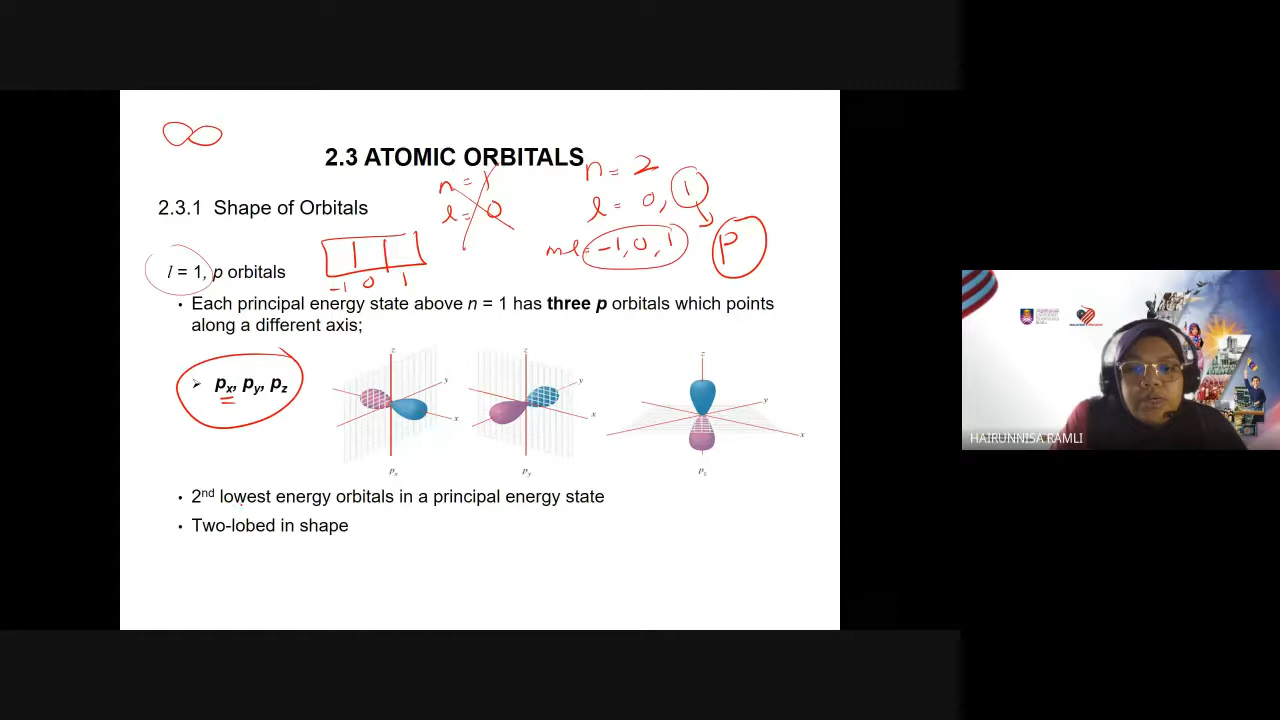 ∞
2.3 ATOMIC ORBITALS
n = 1
l = 0
n = 2
l = 0, 1
ml = -1, 0, 1
P
2.3.1 Shape of Orbitals
l = 1, p orbitals
-1 0 1
• Each principal energy state above n = 1 has three p orbitals which points
along a different axis;
➢ px, py, pz
z
y
x
px
z
y
x
py
z
y
x
pz
• 2nd lowest energy orbitals in a principal energy state
• Two-lobed in shape
HAIRUNNISA RAMLI